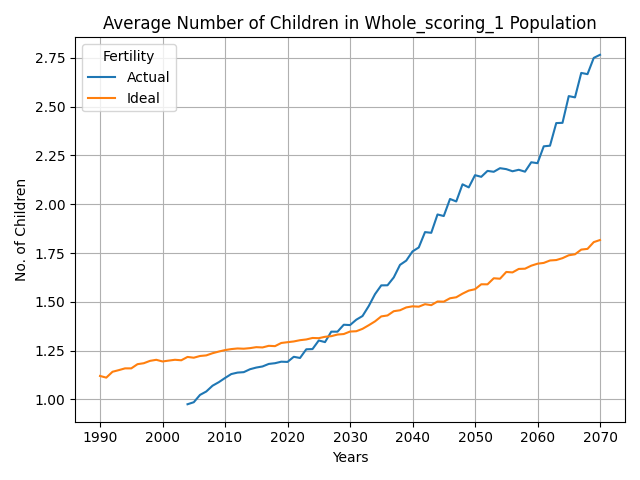 Average Number of Children in Whole_scoring_1 Population
Fertility
Actual
Ideal
No. of Children
2.75
2.50
2.25
2.00
1.75
1.50
1.25
1.00
1990 2000 2010 2020 2030 2040 2050 2060 2070
Years